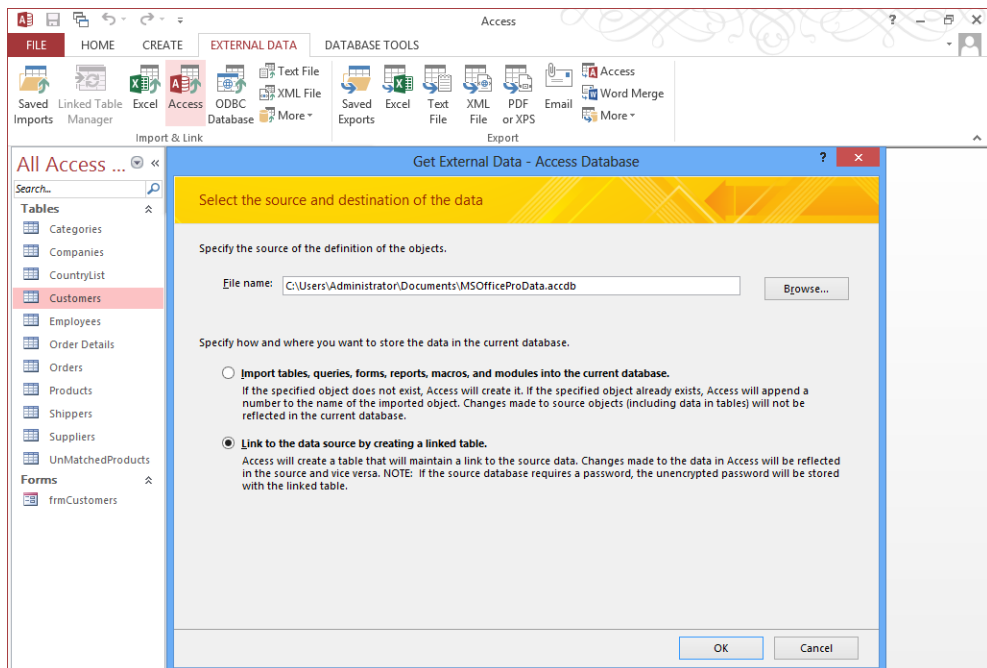 Access
?
FILE HOME CREATE EXTERNAL DATA DATABASE TOOLS
Saved Imports
Linked Table Manager
Excel
Access
ODBC Database
Text File
XML File
More
Saved Exports
Excel
Text File
XML File
PDF or XPS
Email
Access
Word Merge
More
Import & Link
Export
All Access ...
Search...
Tables
Categories
Companies
CountryList
Customers
Employees
Order Details
Orders
Products
Shippers
Suppliers
UnMatchedProducts
Forms
frmCustomers
Get External Data - Access Database
?
Select the source and destination of the data
Specify the source of the definition of the objects.
File name: C:\Users\Administrator\Documents\MSOfficeProData.accdb
Browse...
Specify how and where you want to store the data in the current database.
Import tables, queries, forms, reports, macros, and modules into the current database.
If the specified object does not exist, Access will create it. If the specified object already exists, Access will append a
number to the name of the imported object. Changes made to source objects (including data in tables) will not be
reflected in the current database.
Link to the data source by creating a linked table.
Access will create a table that will maintain a link to the source data. Changes made to the data in Access will be reflected
in the source and vice versa. NOTE: If the source database requires a password, the unencrypted password will be stored
with the linked table.
OK
Cancel